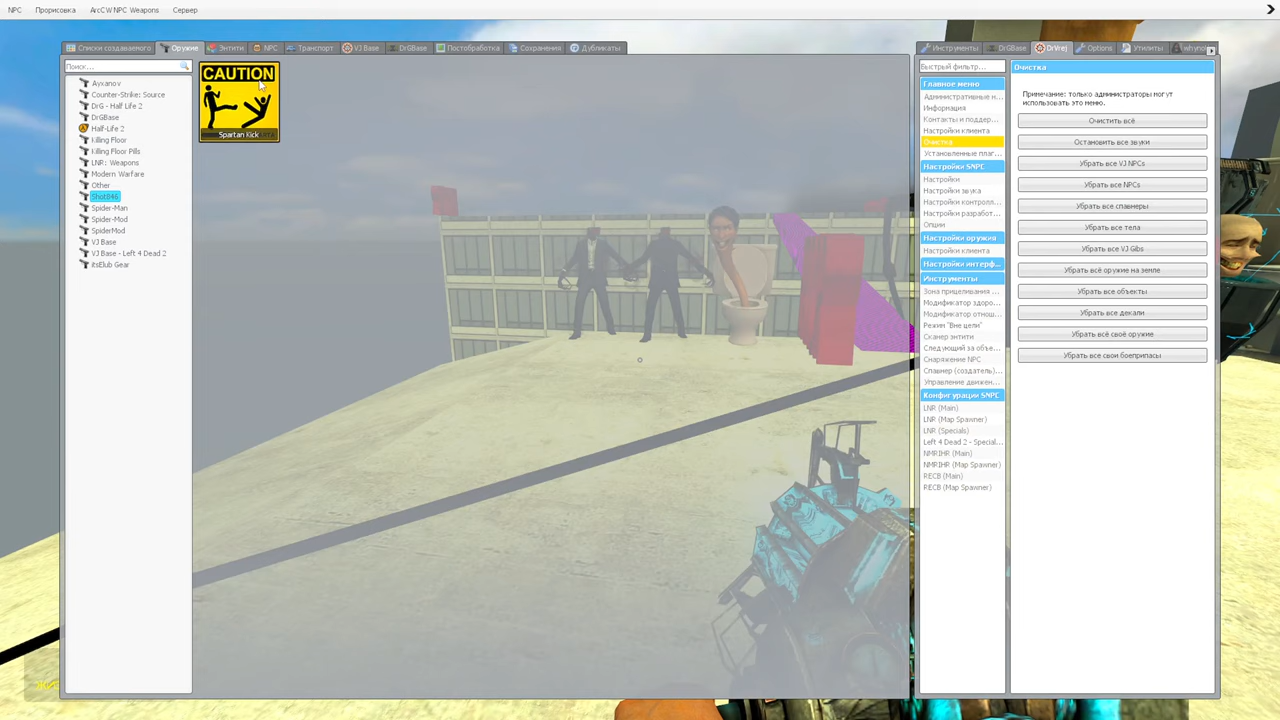 NPC Прорисовка ArcCW NPC Weapons Сервер
Списки создаваемого Оружие Энтити NPC Транспорт VJ Base DrGBase Постобработка Сохранения Дубликаты
Поиск...
Ayxanov
Counter-Strike: Source
DrG - Half Life 2
DrGBase
Half-Life 2
Killing Floor
Killing Floor Pills
LNR: Weapons
Modern Warfare
Other
Shot846
Spider-Man
Spider-Mod
SpiderMod
VJ Base
VJ Base - Left 4 Dead 2
itsElub Gear
CAUTION
Spartan Kick
Инструменты DrGBase DrVrej Options Утилиты
Быстрый фильтр...
Главное меню
Административные н...
Информация
Контакты и поддер...
Настройки клиента
Очистка
Установленные плаг...
Настройки SNPC
Настройки
Настройки звука
Настройки контролл...
Настройки разработ...
Опции
Настройки оружия
Настройки клиента
Настройки интерф...
Инструменты
Зона прицеливания ...
Модификатор здоро...
Модификатор отнош...
Режим "Вне цели"
Сканер энтити
Следующий за объе...
Снаряжение NPC
Спавнер (создатель)...
Управление движен...
Конфигурации SNPC
LNR (Main)
LNR (Map Spawner)
LNR (Specials)
Left 4 Dead 2 - Special...
NMRIHR (Main)
NMRIHR (Map Spawner)
RECB (Main)
RECB (Map Spawner)
Очистка
Примечание: только администраторы могут
использовать это меню.
Очистить всё
Остановить все звуки
Убрать все VJ NPCs
Убрать все NPCs
Убрать все спавнеры
Убрать все тела
Убрать все VJ Gibs
Убрать всё оружие на земле
Убрать все объекты
Убрать все декали
Убрать всё своё оружие
Убрать все свои боеприпасы